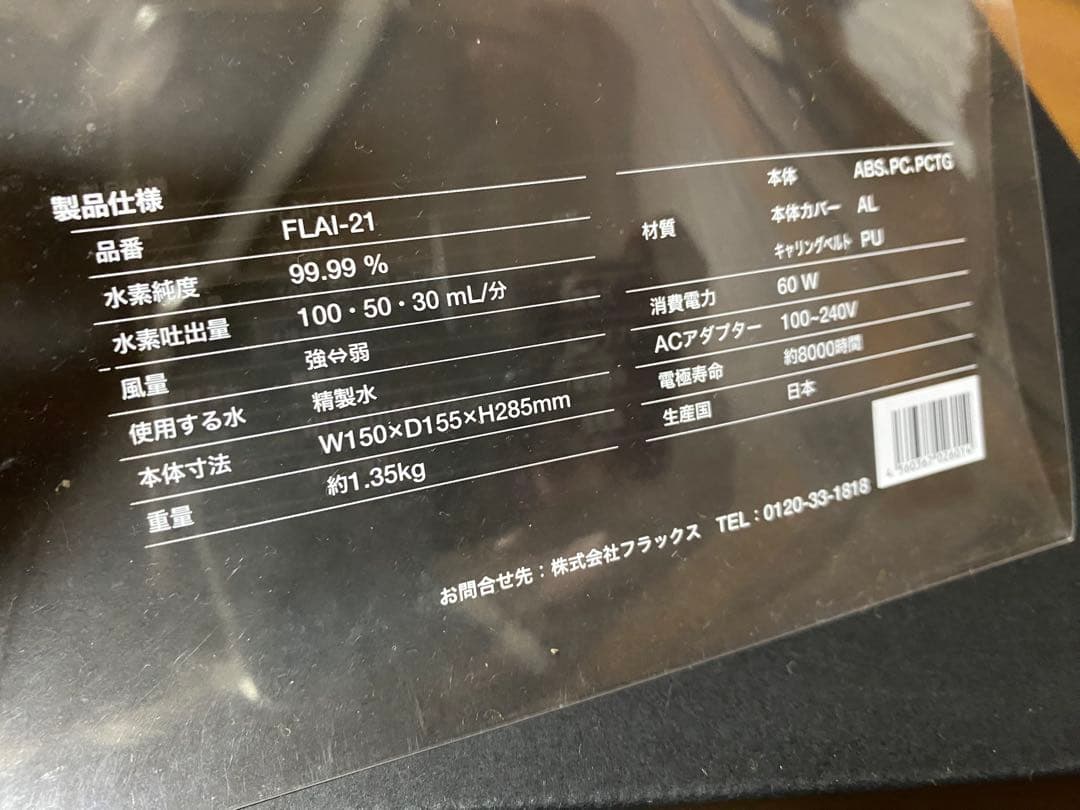 製品仕様
品番 FLAI-21
水素純度 99.99 %
水素吐出量 100・50・30 mL/分
風量 強⇔弱
使用する水 精製水
本体寸法 W150×D155×H285mm
重量 約1.35kg
材質 本体 ABS、PC、PCTG
本体カバー AL
キャリングベルト PU
消費電力 60 W
ACアダプター 100~240V
電極寿命 約8000時間
生産国 日本
4 560367 026014
お問合せ先:株式会社フラックス TEL:0120-33-1818